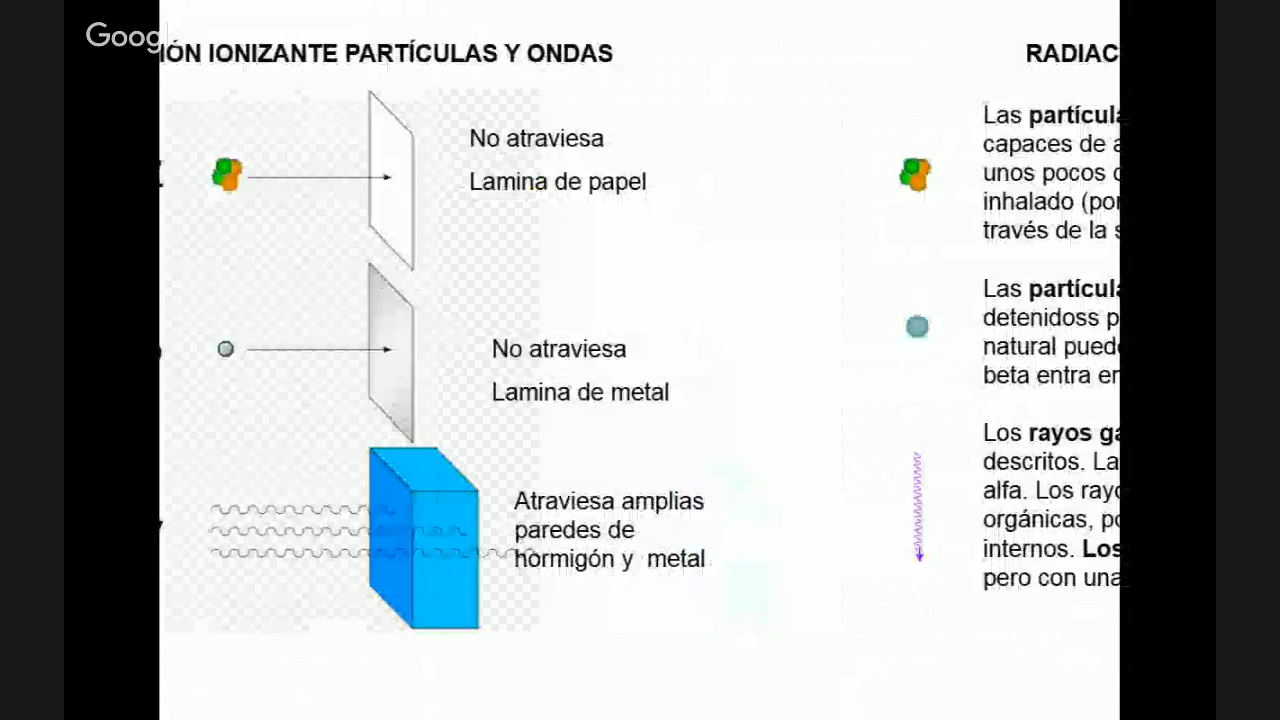 Goog
IÓN IONIZANTE PARTÍCULAS Y ONDAS
No atraviesa
Lamina de papel
No atraviesa
Lamina de metal
Atraviesa amplias
paredes de
hormigón y metal
RADIAC
Las partícula
capaces de a
unos pocos c
inhalado (por
través de la s
Las partícula
detenidoss p
natural puede
beta entra en
Los rayos ga
descritos. La
alfa. Los rayo
orgánicas, po
internos. Los
pero con una